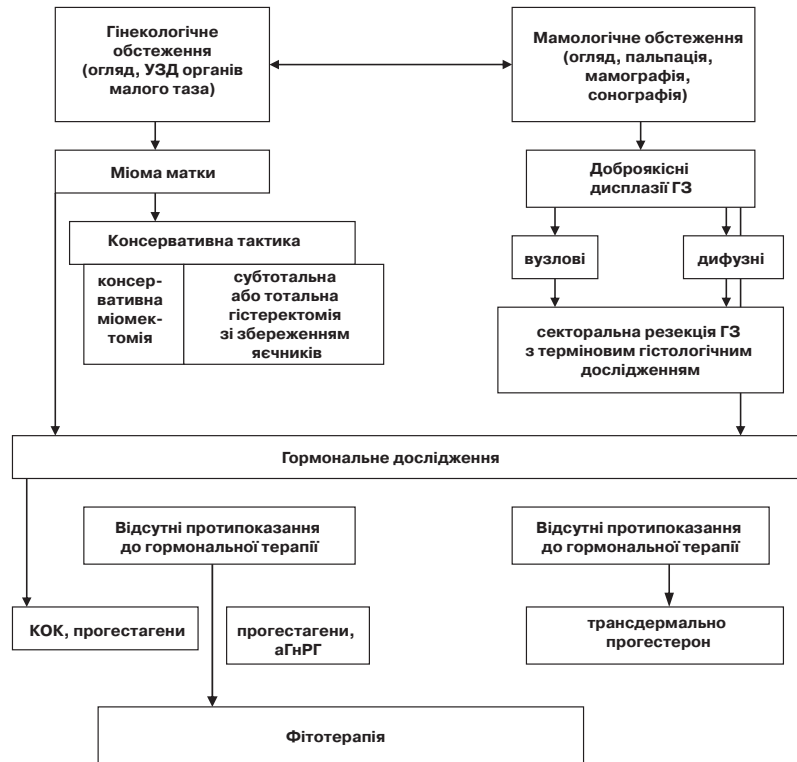 Гінекологічне
обстеження
(огляд, УЗД органів
малого таза)
Мамологічне обстеження
(огляд, пальпація,
мамографія,
сонографія)
Міома матки
Доброякісні
дисплазії ГЗ
Консервативна тактика
консер-
вативна
міомек-
томія
субтотальна
або тотальна
гістеректомія
зі збереженням
яєчників
вузлові
дифузні
секторальна резекція ГЗ
з терміновим гістологічним
дослідженням
Гормональне дослідження
Відсутні протипоказання
до гормональної терапії
Відсутні протипоказання
до гормональної терапії
КОК, прогестагени
прогестагени,
аГнРГ
трансдермально
прогестерон
Фітотерапія